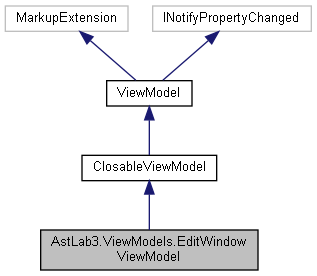 MarkupExtension
INotifyPropertyChanged
ViewModel
ClosableViewModel
AstLab3.ViewModels.EditWindow
ViewModel